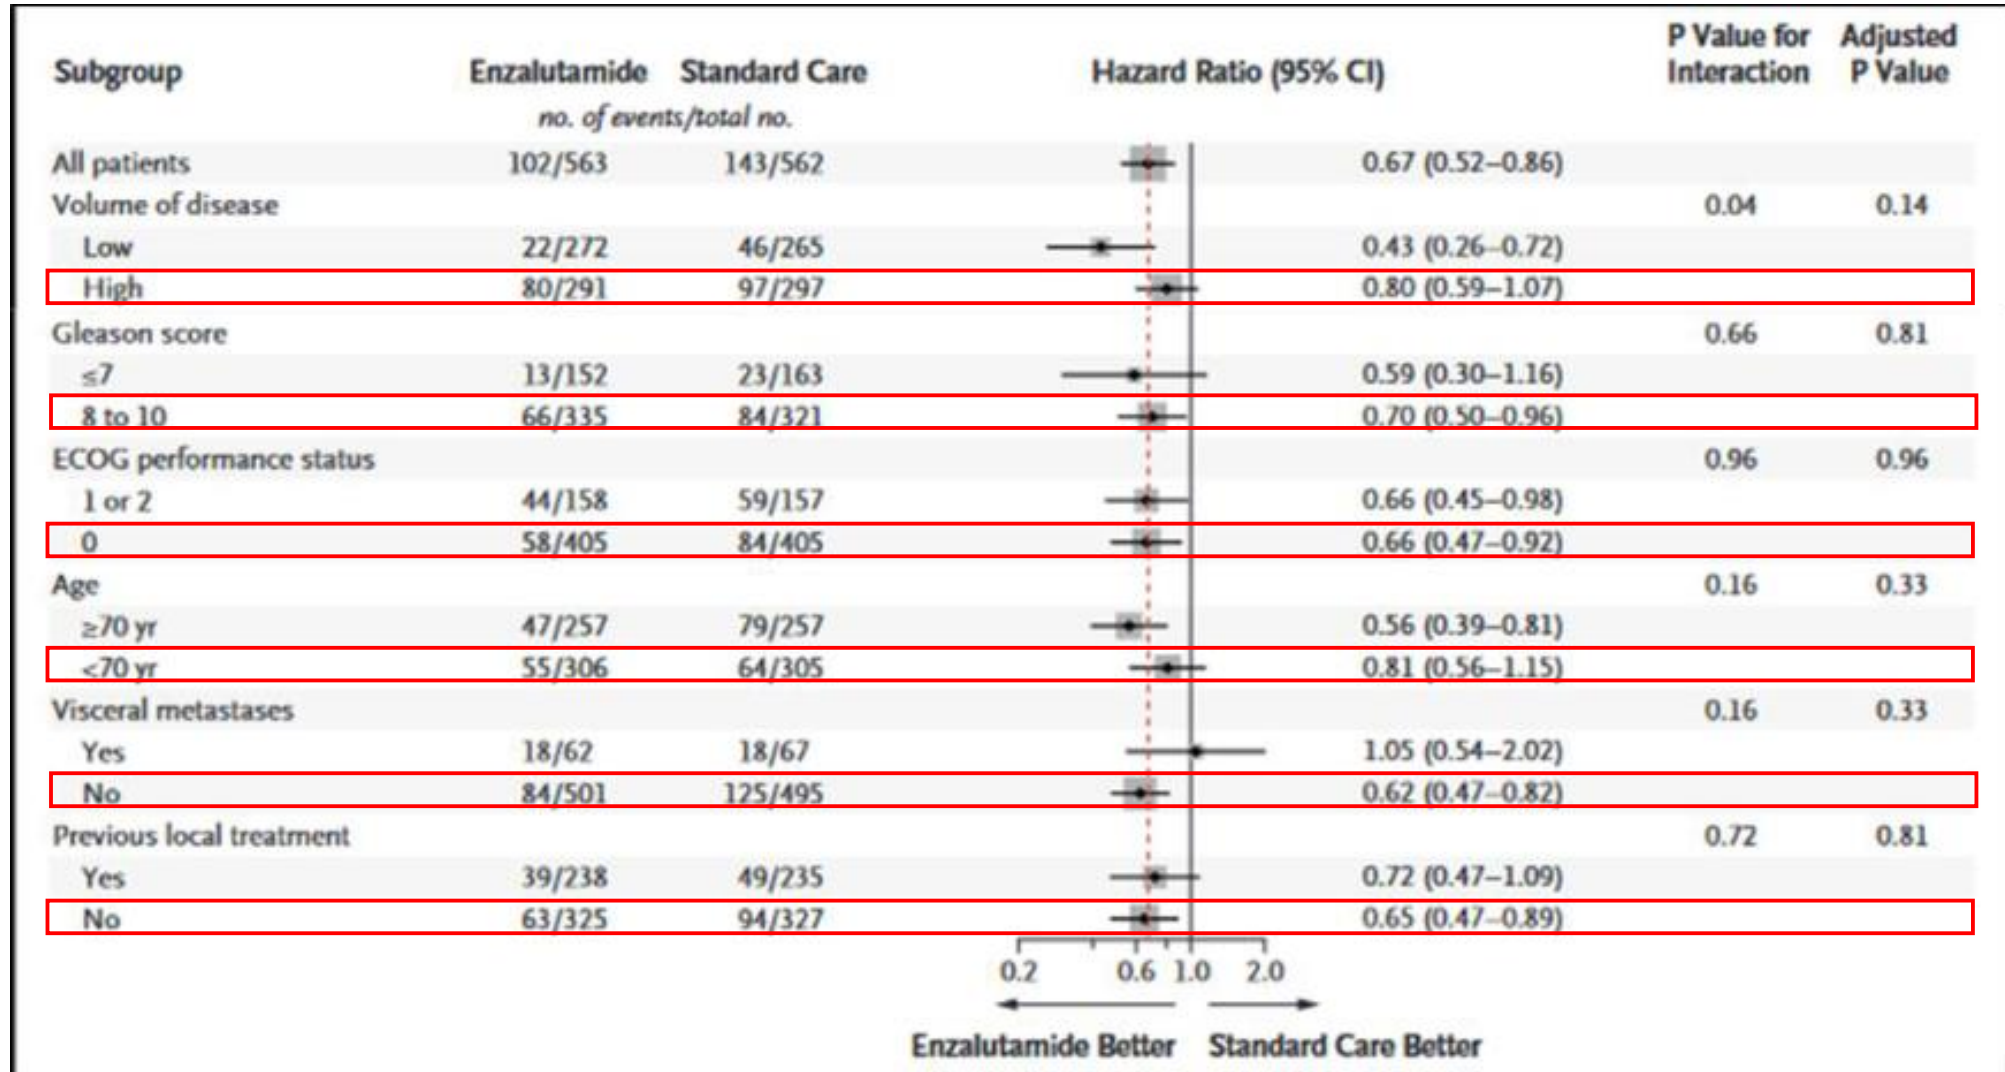 P Value for Adjusted
Subgroup Enzalutamide Standard Care Hazard Ratio (95% CI) Interaction P Value
no. of events/total no.
All patients 102/563 143/562 0.67 (0.52–0.86)
Volume of disease 0.04 0.14
Low 22/272 46/265 0.43 (0.26–0.72)
High 80/291 97/297 0.80 (0.59–1.07)
Gleason score 0.66 0.81
≤7 13/152 23/163 0.59 (0.30–1.16)
8 to 10 66/335 84/321 0.70 (0.50–0.96)
ECOG performance status 0.96 0.96
1 or 2 44/158 59/157 0.66 (0.45–0.98)
0 58/405 84/405 0.66 (0.47–0.92)
Age 0.16 0.33
≥70 yr 47/257 79/257 0.56 (0.39–0.81)
<70 yr 55/306 64/305 0.81 (0.56–1.15)
Visceral metastases 0.16 0.33
Yes 18/62 18/67 1.05 (0.54–2.02)
No 84/501 125/495 0.62 (0.47–0.82)
Previous local treatment 0.72 0.81
Yes 39/238 49/235 0.72 (0.47–1.09)
No 63/325 94/327 0.65 (0.47–0.89)
0.2 0.6 1.0 2.0
Enzalutamide Better Standard Care Better